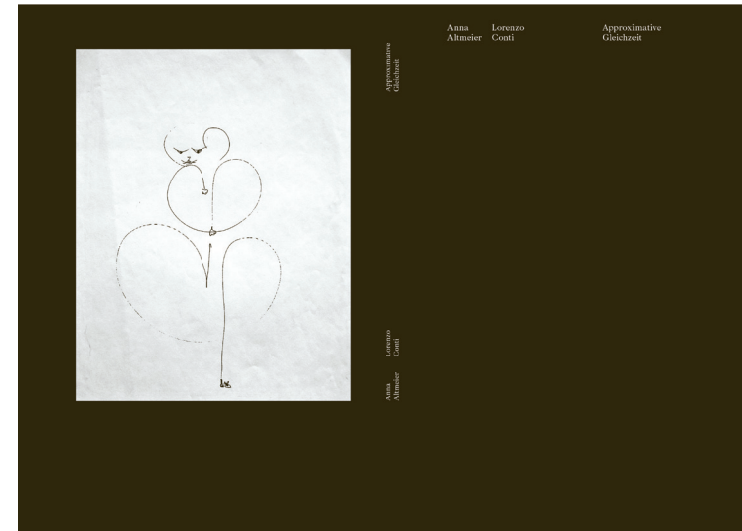 Anna Lorenzo Approximative
Altmeier Conti Gleichzeit
Approximative
Gleichzeit
Lorenzo
Conti
Anna
Altmeier